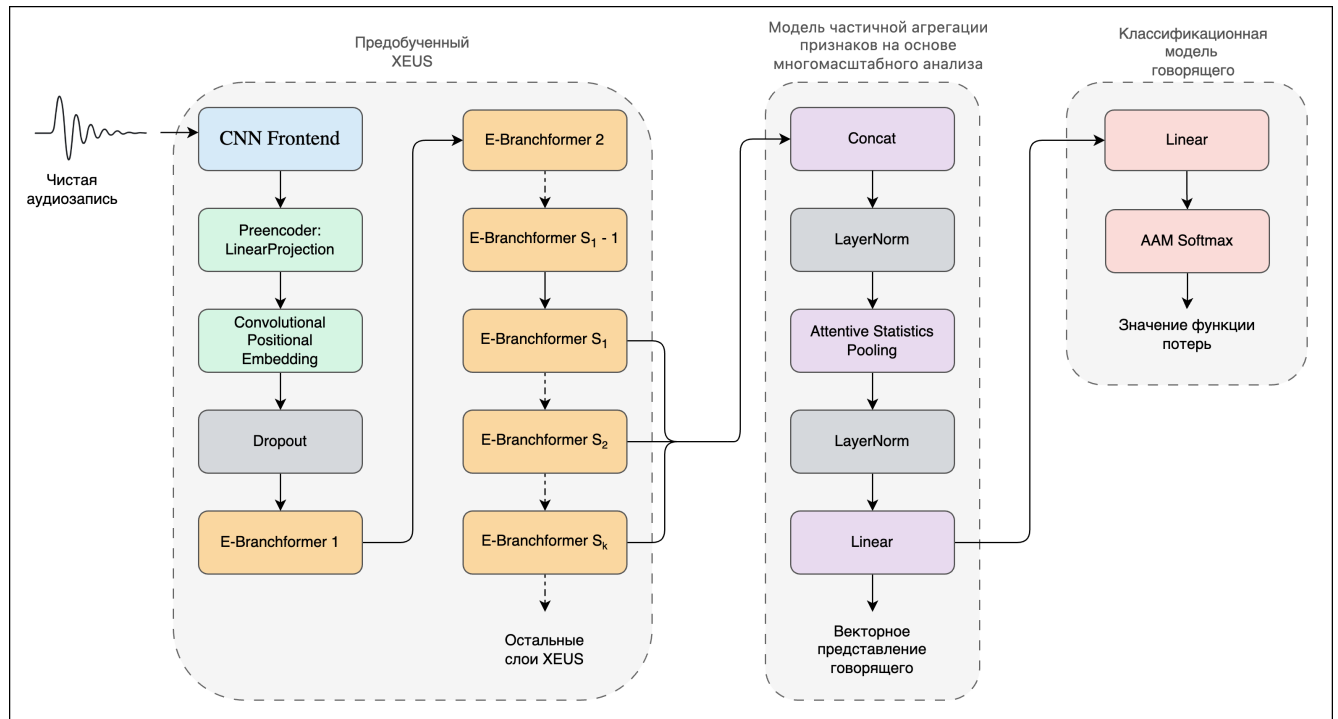 Предобученный
XEUS
Чистая
аудиозапись
CNN Frontend
Preencoder:
LinearProjection
Convolutional
Positional
Embedding
Dropout
E-Branchformer 1
E-Branchformer 2
E-Branchformer S₁ - 1
E-Branchformer S₁
E-Branchformer S₂
E-Branchformer Sₖ
Остальные
слои XEUS
Модель частичной агрегации
признаков на основе
многомасштабного анализа
Concat
LayerNorm
Attentive Statistics
Pooling
LayerNorm
Linear
Векторное
представление
говорящего
Классификационная
модель
говорящего
Linear
AAM Softmax
Значение функции
потерь